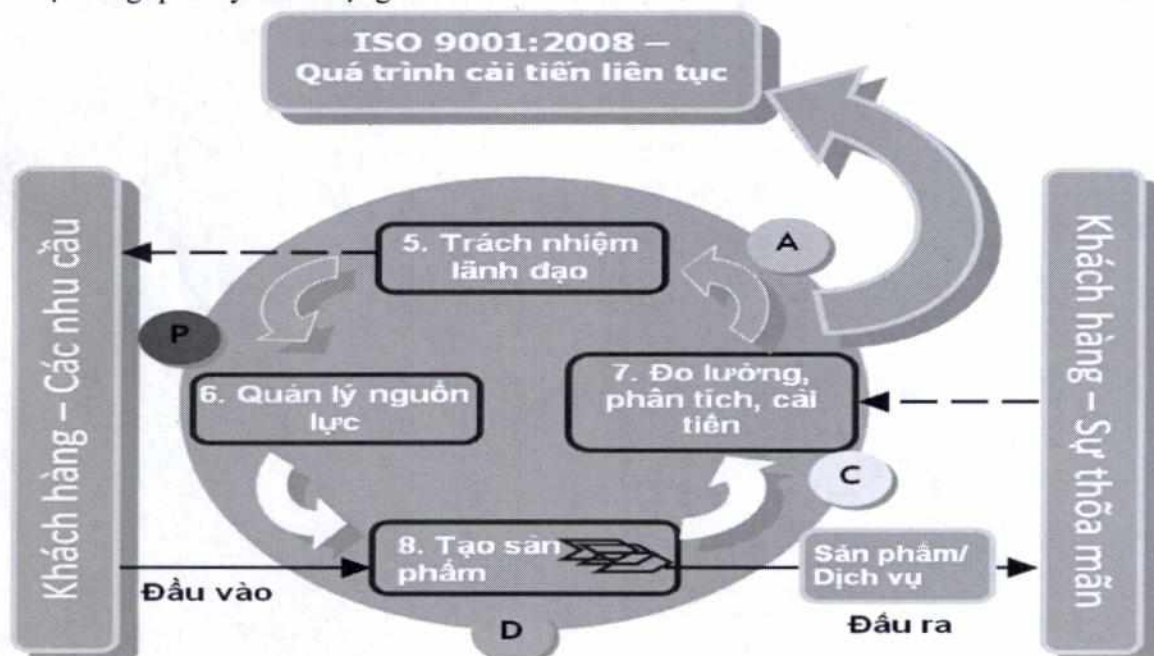 ISO 9001:2008 –
Quá trình cải tiến liên tục
Khách hàng – Các nhu cầu
5. Trách nhiệm
lãnh đạo
A
P
6. Quản lý nguồn
lực
7. Đo lường,
phân tích, cải
tiến
C
8. Tạo sản
phẩm
D
Đầu vào
Sản phẩm/
Dịch vụ
Đầu ra
Khách hàng – Sự thõa mãn